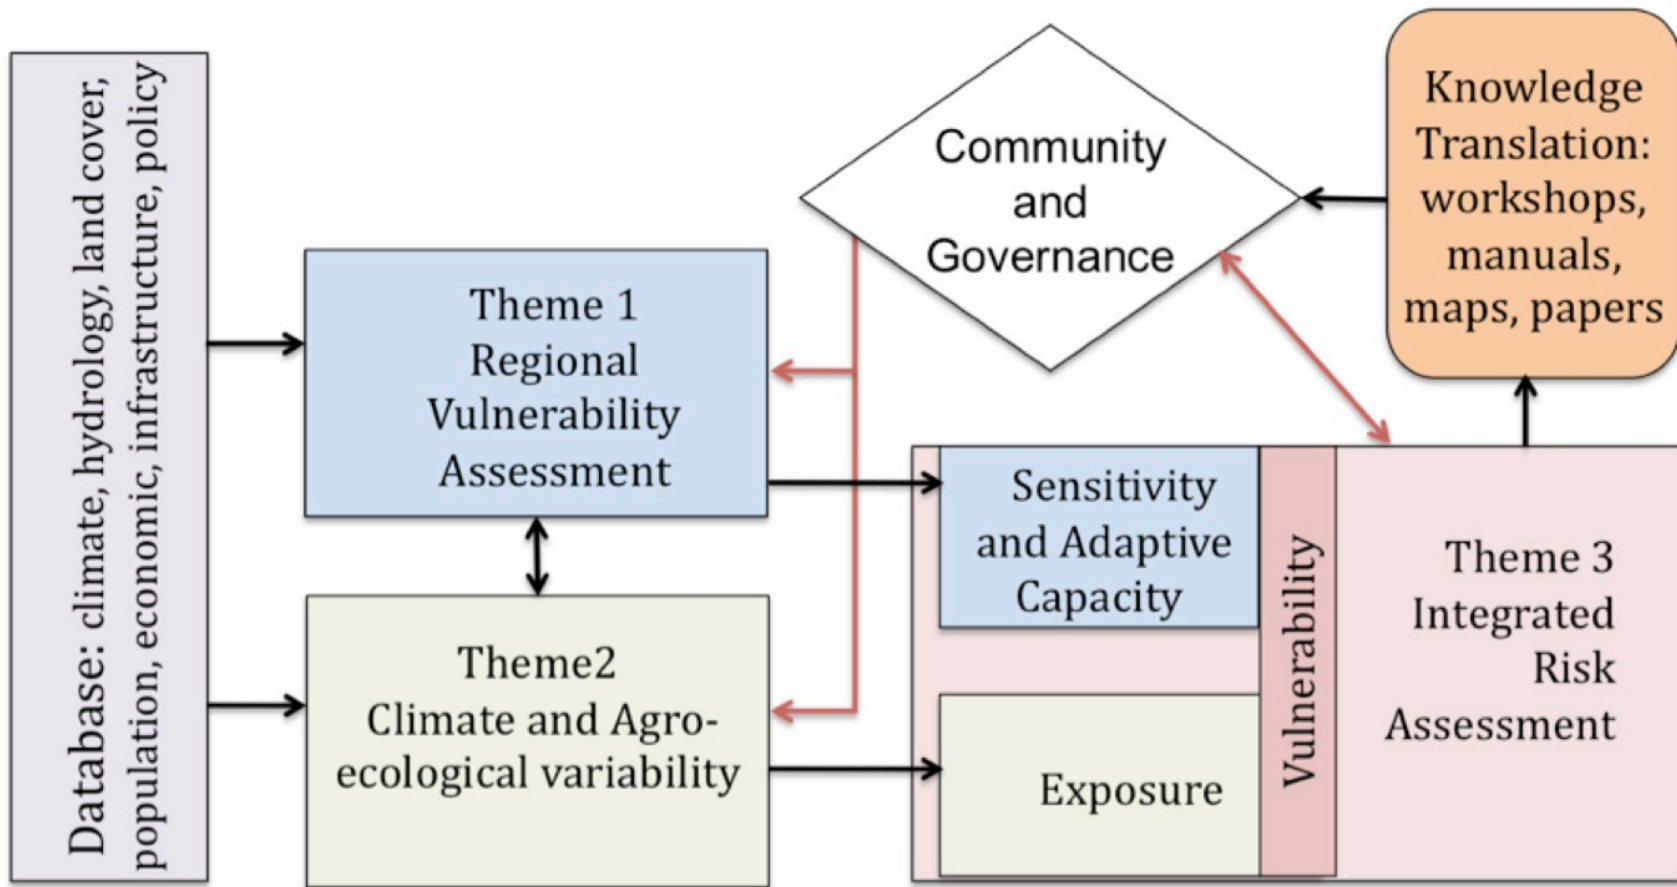 Database: climate, hydrology, land cover,
population, economic, infrastructure, policy
Theme 1
Regional
Vulnerability
Assessment
Theme2
Climate and Agro-
ecological variability
Community
and
Governance
Knowledge
Translation:
workshops,
manuals,
maps, papers
Sensitivity
and Adaptive
Capacity
Exposure
Vulnerability
Theme 3
Integrated
Risk
Assessment